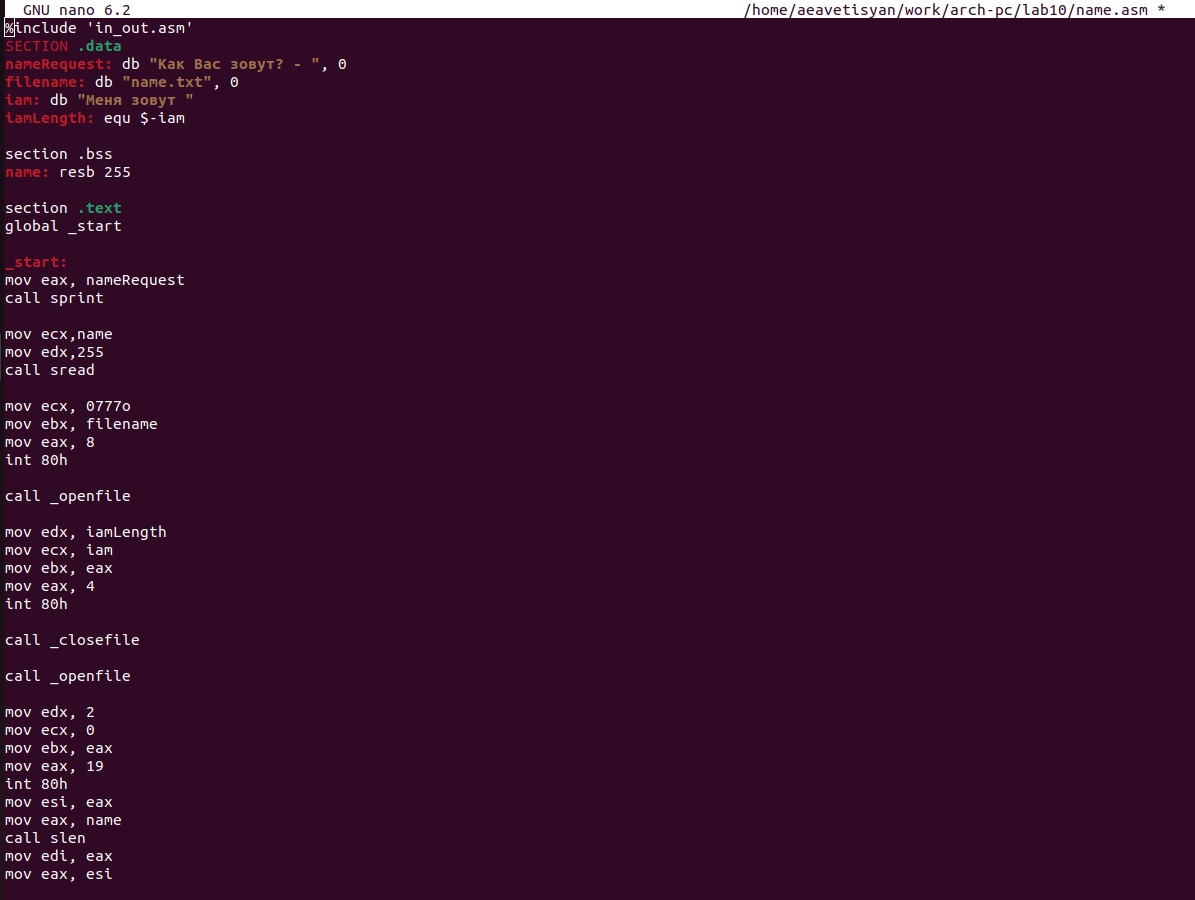 GNU nano 6.2 /home/aeavetisyan/work/arch-pc/lab10/name.asm *
%include 'in_out.asm'
SECTION .data
nameRequest: db "Как Вас зовут? - ", 0
filename: db "name.txt", 0
iam: db "Меня зовут "
iamLength: equ $-iam
section .bss
name: resb 255
section .text
global _start
_start:
mov eax, nameRequest
call sprint
mov ecx,name
mov edx,255
call sread
mov ecx, 0777o
mov ebx, filename
mov eax, 8
int 80h
call _openfile
mov edx, iamLength
mov ecx, iam
mov ebx, eax
mov eax, 4
int 80h
call _closefile
call _openfile
mov edx, 2
mov ecx, 0
mov ebx, eax
mov eax, 19
int 80h
mov esi, eax
mov eax, name
call slen
mov edi, eax
mov eax, esi